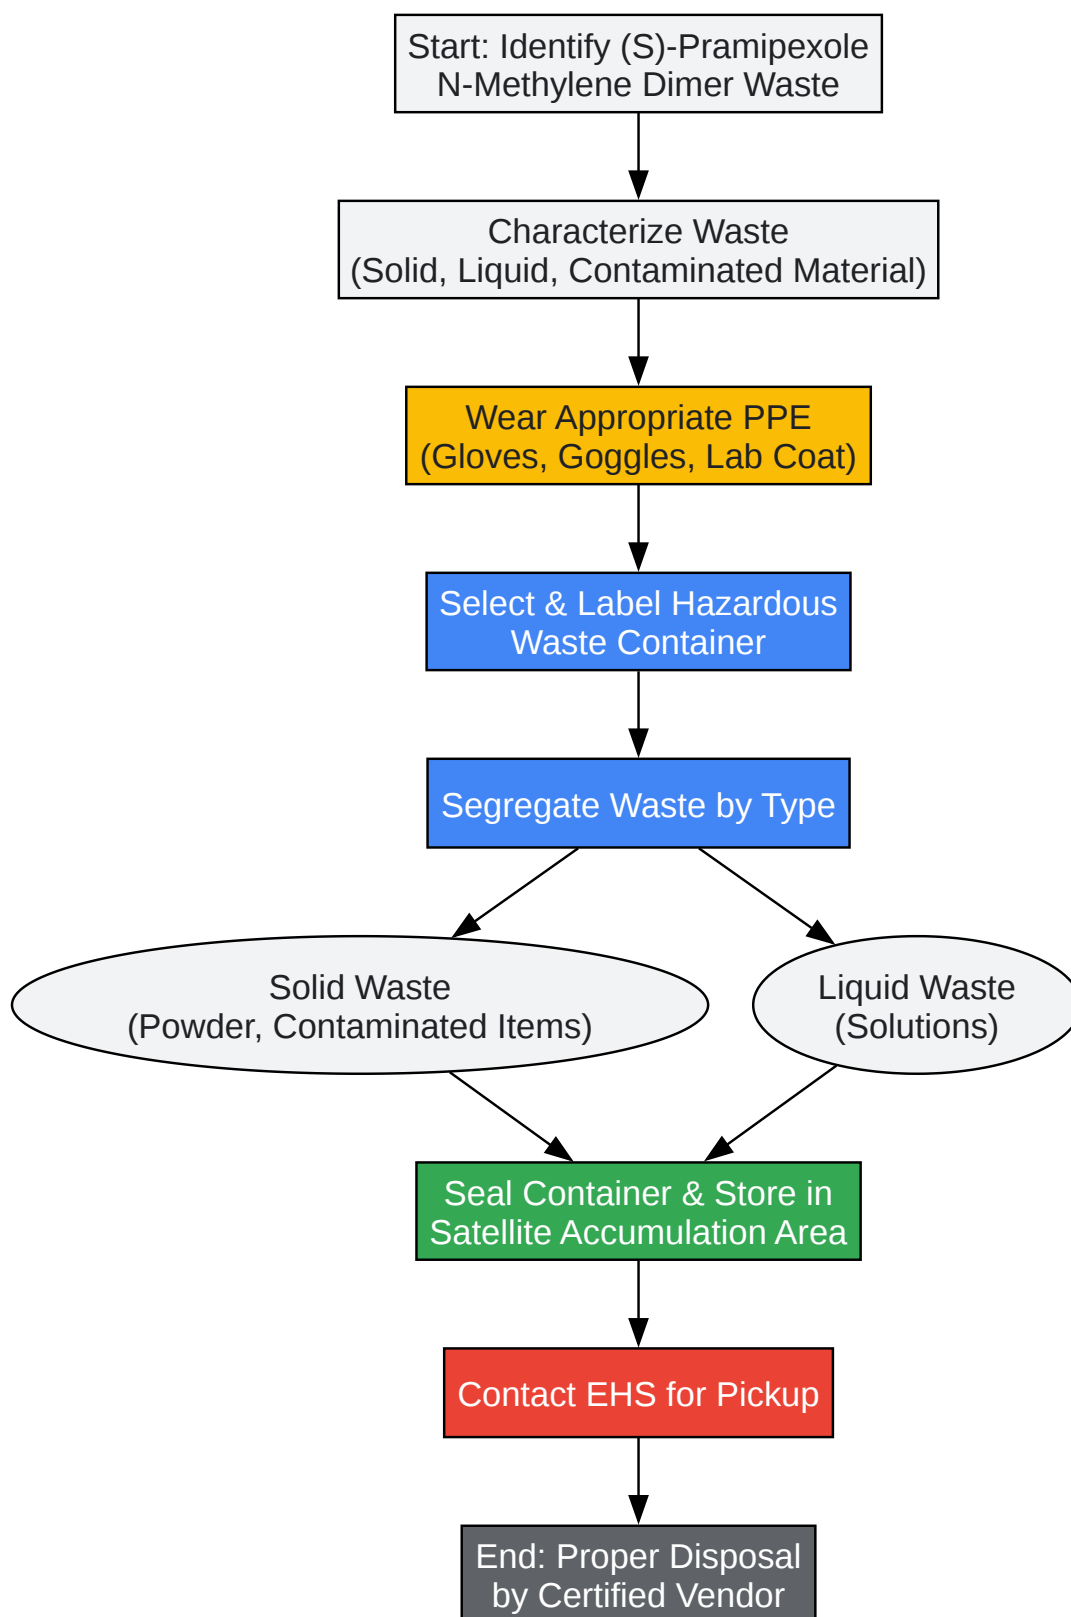 Start: Identify (S)-Pramipexole
N-Methylene Dimer Waste
Characterize Waste
(Solid, Liquid, Contaminated Material)
Wear Appropriate PPE
(Gloves, Goggles, Lab Coat)
Select & Label Hazardous
Waste Container
Segregate Waste by Type
Solid Waste
(Powder, Contaminated Items)
Liquid Waste
(Solutions)
Seal Container & Store in
Satellite Accumulation Area
Contact EHS for Pickup
End: Proper Disposal
by Certified Vendor